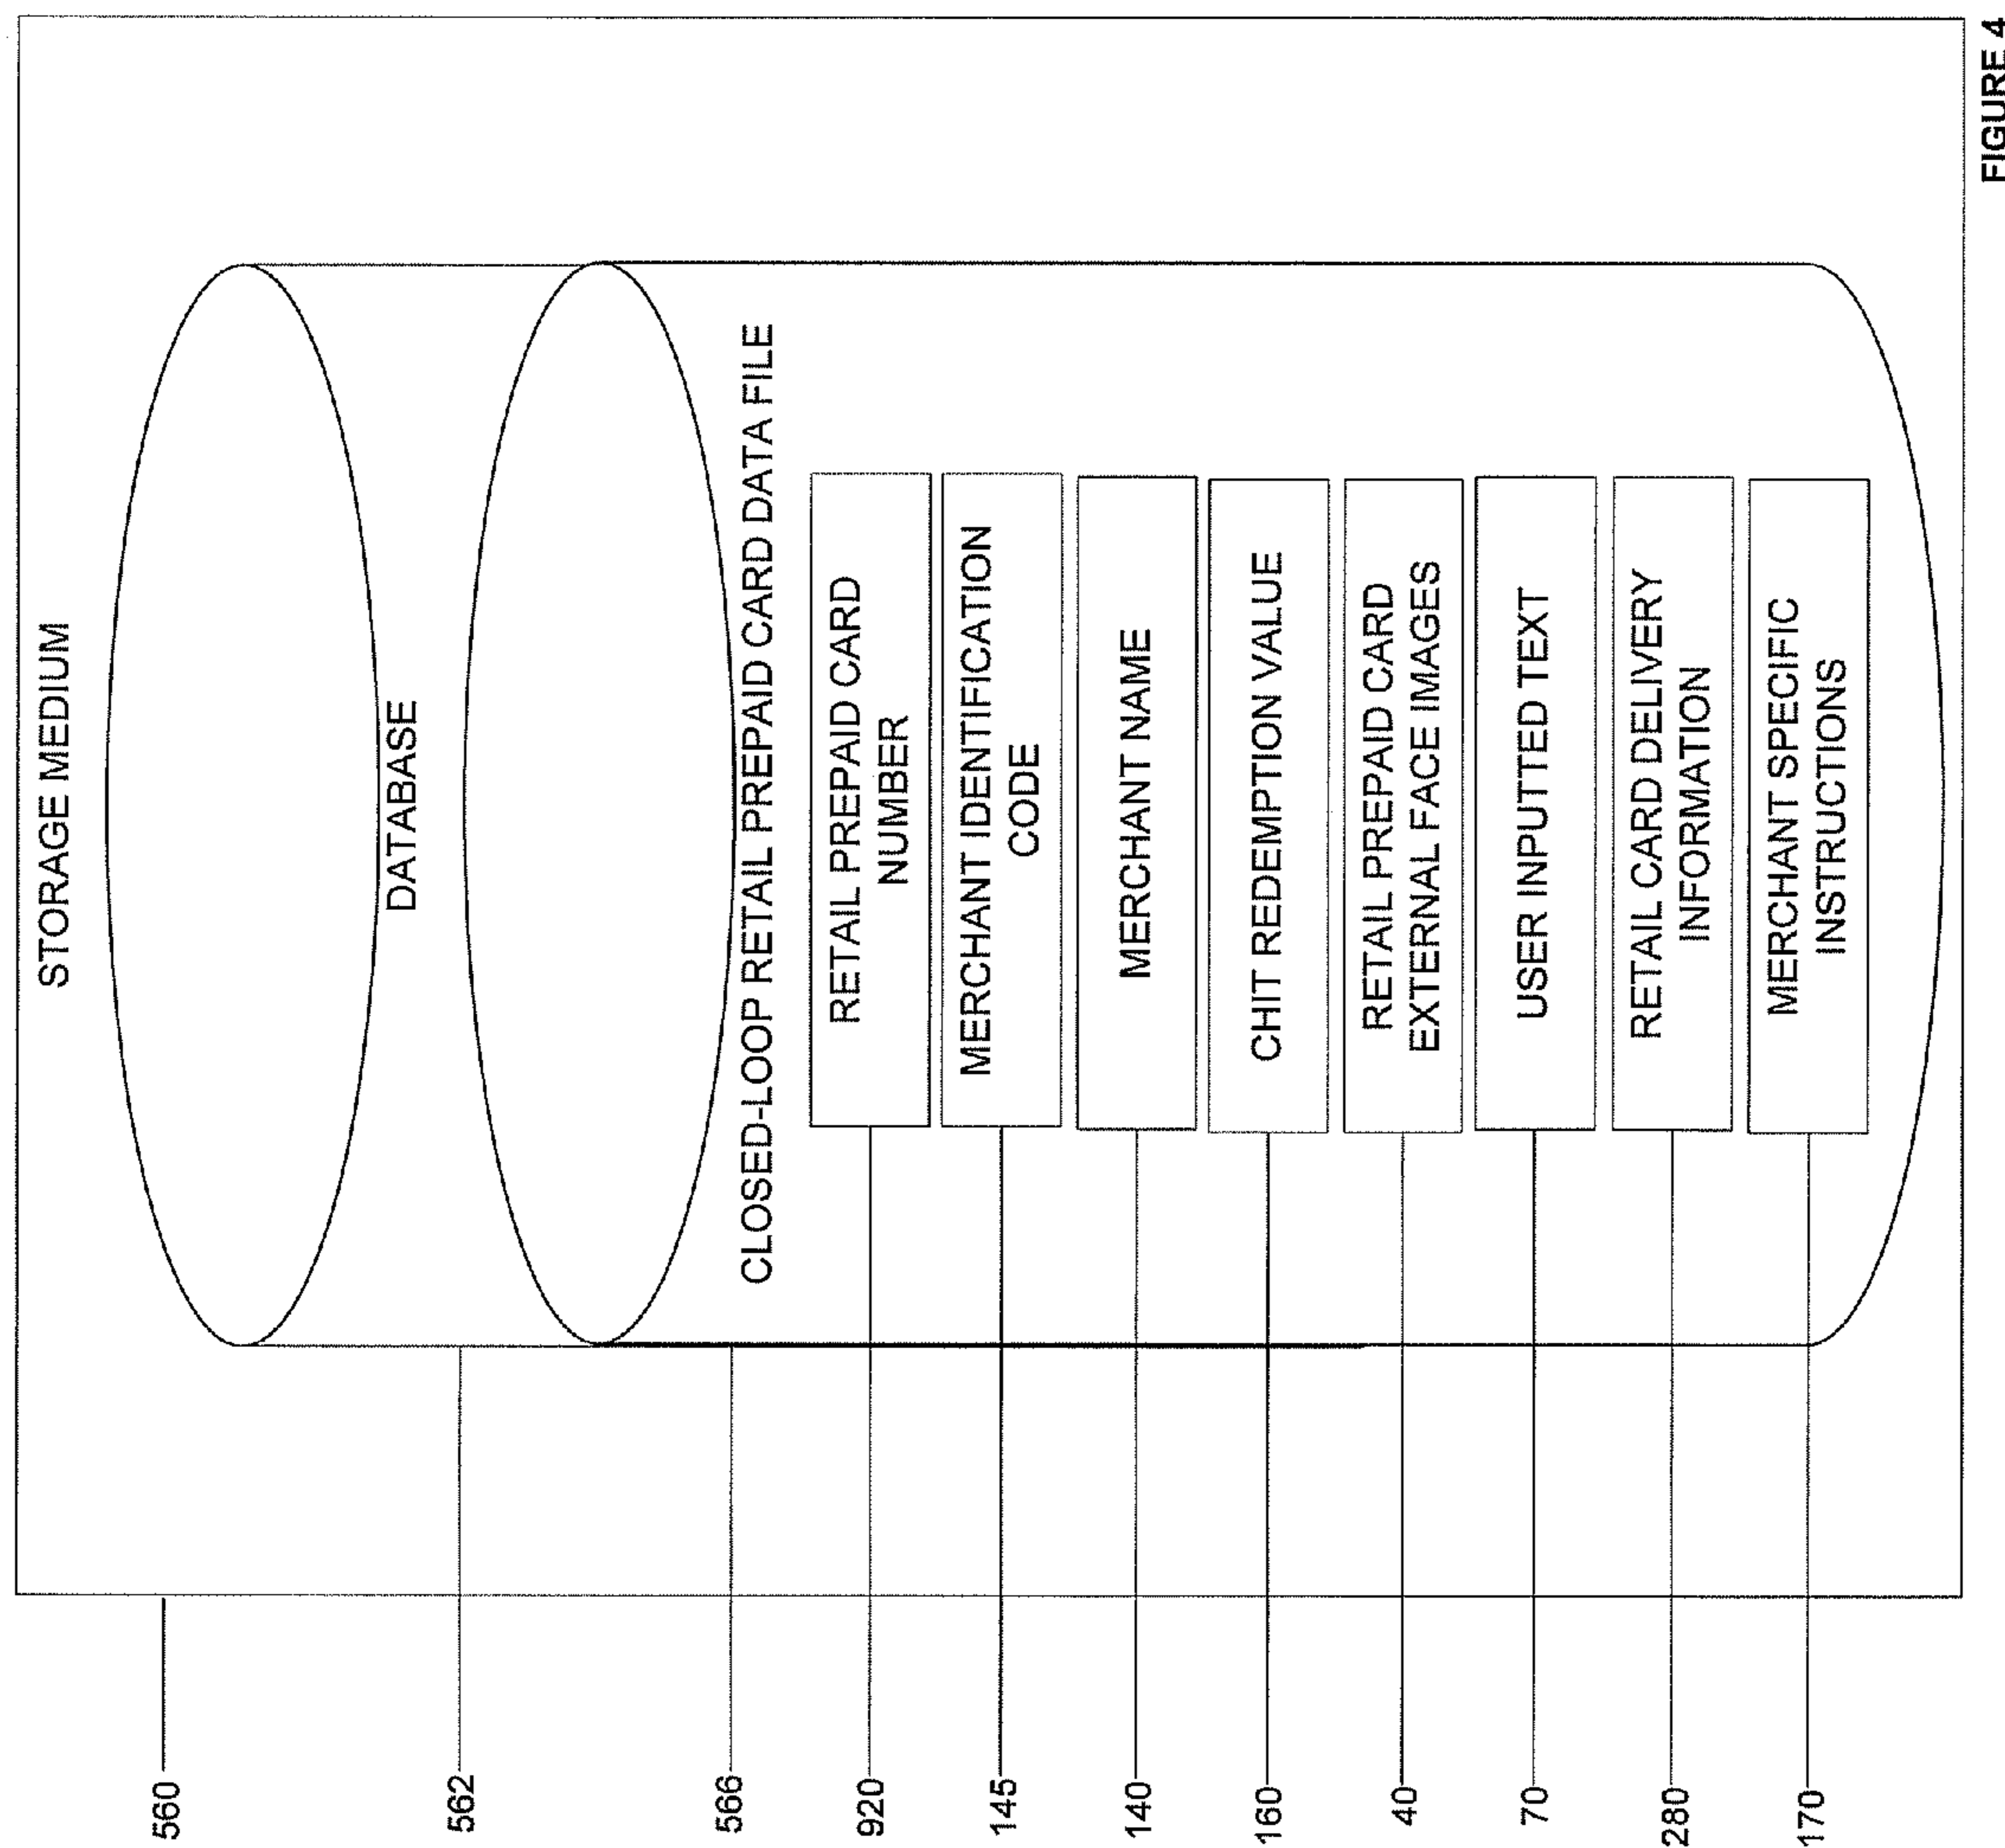 STORAGE MEDIUM
560
DATABASE
562
CLOSED-LOOP RETAIL PREPAID CARD DATA FILE
566
RETAIL PREPAID CARD
NUMBER
920
MERCHANT IDENTIFICATION
CODE
145
MERCHANT NAME
140
CHIT REDEMPTION VALUE
160
RETAIL PREPAID CARD
EXTERNAL FACE IMAGES
40
USER INPUTTED TEXT
70
RETAIL CARD DELIVERY
INFORMATION
280
MERCHANT SPECIFIC
INSTRUCTIONS
170
FIGURE 4